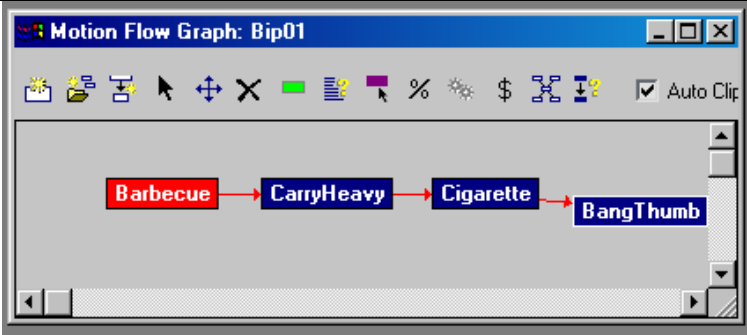 Motion Flow Graph: Bip01
% $ Auto Clip
Barbecue CarryHeavy Cigarette BangThumb